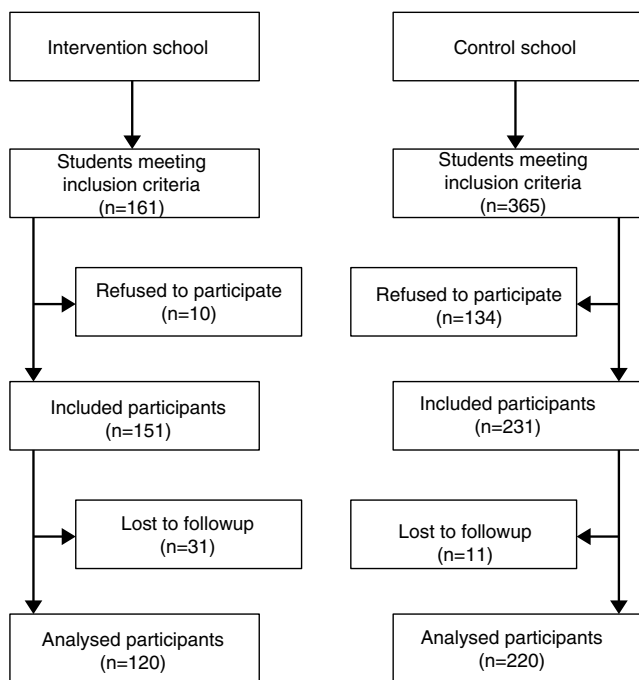 Intervention school
Control school
Students meeting
inclusion criteria
(n=161)
Students meeting
inclusion criteria
(n=365)
Refused to participate
(n=10)
Refused to participate
(n=134)
Included participants
(n=151)
Included participants
(n=231)
Lost to followup
(n=31)
Lost to followup
(n=11)
Analysed participants
(n=120)
Analysed participants
(n=220)